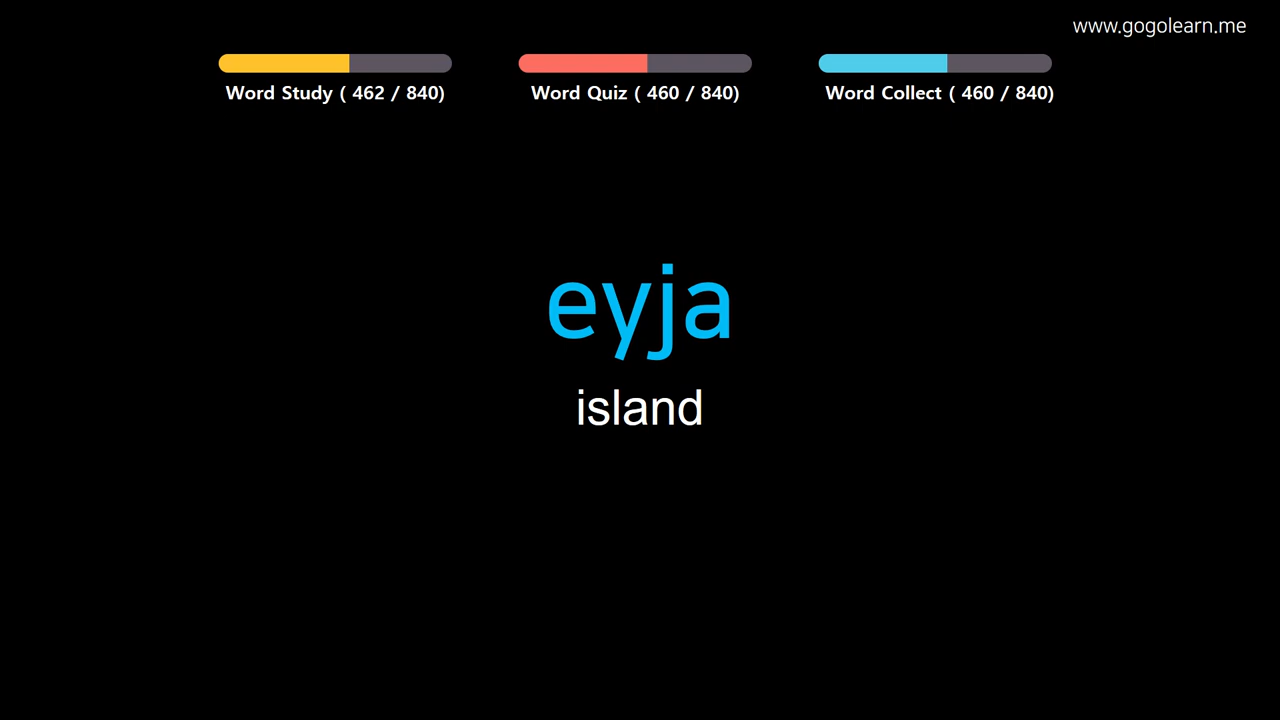 www.gogolearn.me
Word Study ( 462 / 840)
Word Quiz ( 460 / 840)
Word Collect ( 460 / 840)
eyja
island